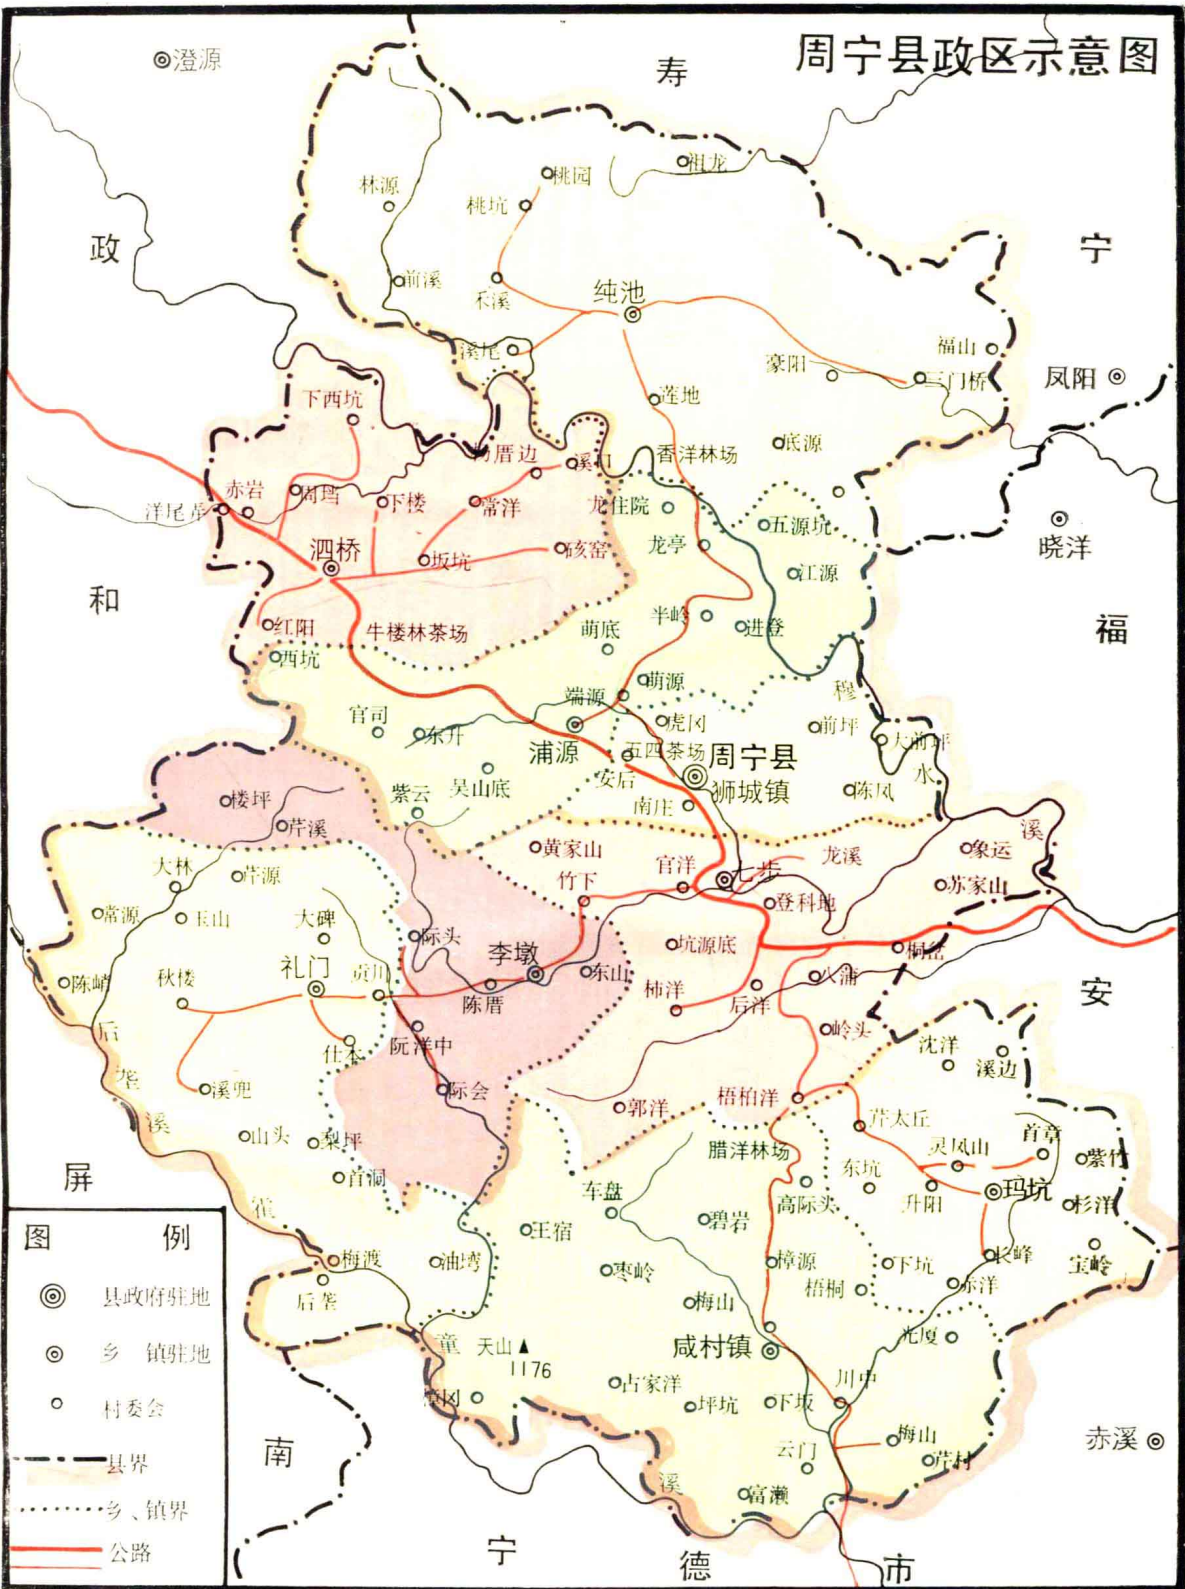 周宁县政区示意图
澄源
寿
林源
桃园
桃坑
祖龙
政
宁
前溪
禾溪
纯池
溪尾
福山
豪阳
三门桥
凤阳
下西坑
莲地
底源
香洋林场
厝边
溪口
赤岩
下楼
常洋
龙住院
五源坑
泗桥
坂坑
龙亭
晓洋
江源
和
福
红阳
牛楼林茶场
萌底
半岭
进登
西坑
萌源
端源
穆
官司
东升
虎冈
前坪
大前坪
浦源
五四茶场
周宁县
水
安后
狮城镇
陈凤
紫云
吴山底
南庄
楼坪
芹溪
溪
黄家山
官洋
龙溪
象运
大林
芹源
竹下
七步
苏家山
登科地
常源
玉山
大碑
际头
李墩
坑源底
桐岔
礼门
贡川
陈峭
秋楼
东山
柿洋
八蒲
陈厝
后洋
安
后
仕本
阮洋中
岭头
沈洋
溪边
垄
溪兜
际会
郭洋
梧柏洋
溪
山头
梨坪
芹太丘
腊洋林场
首章
灵凤山
紫竹
屏
首洞
东坑
车盘
高际头
升阳
玛坑
杉洋
霍
王宿
碧岩
梅渡
油湾
枣岭
樟源
下坑
长峰
宝岭
后垄
梅山
梧桐
赤洋
童
天山
1176
咸村镇
光厦
占家洋
川中
坪坑
下坂
南
云门
梅山
芹村
赤溪
溪
富濑
宁
德
市
图 例
县政府驻地
乡 镇驻地
村委会
县界
乡、镇界
公路